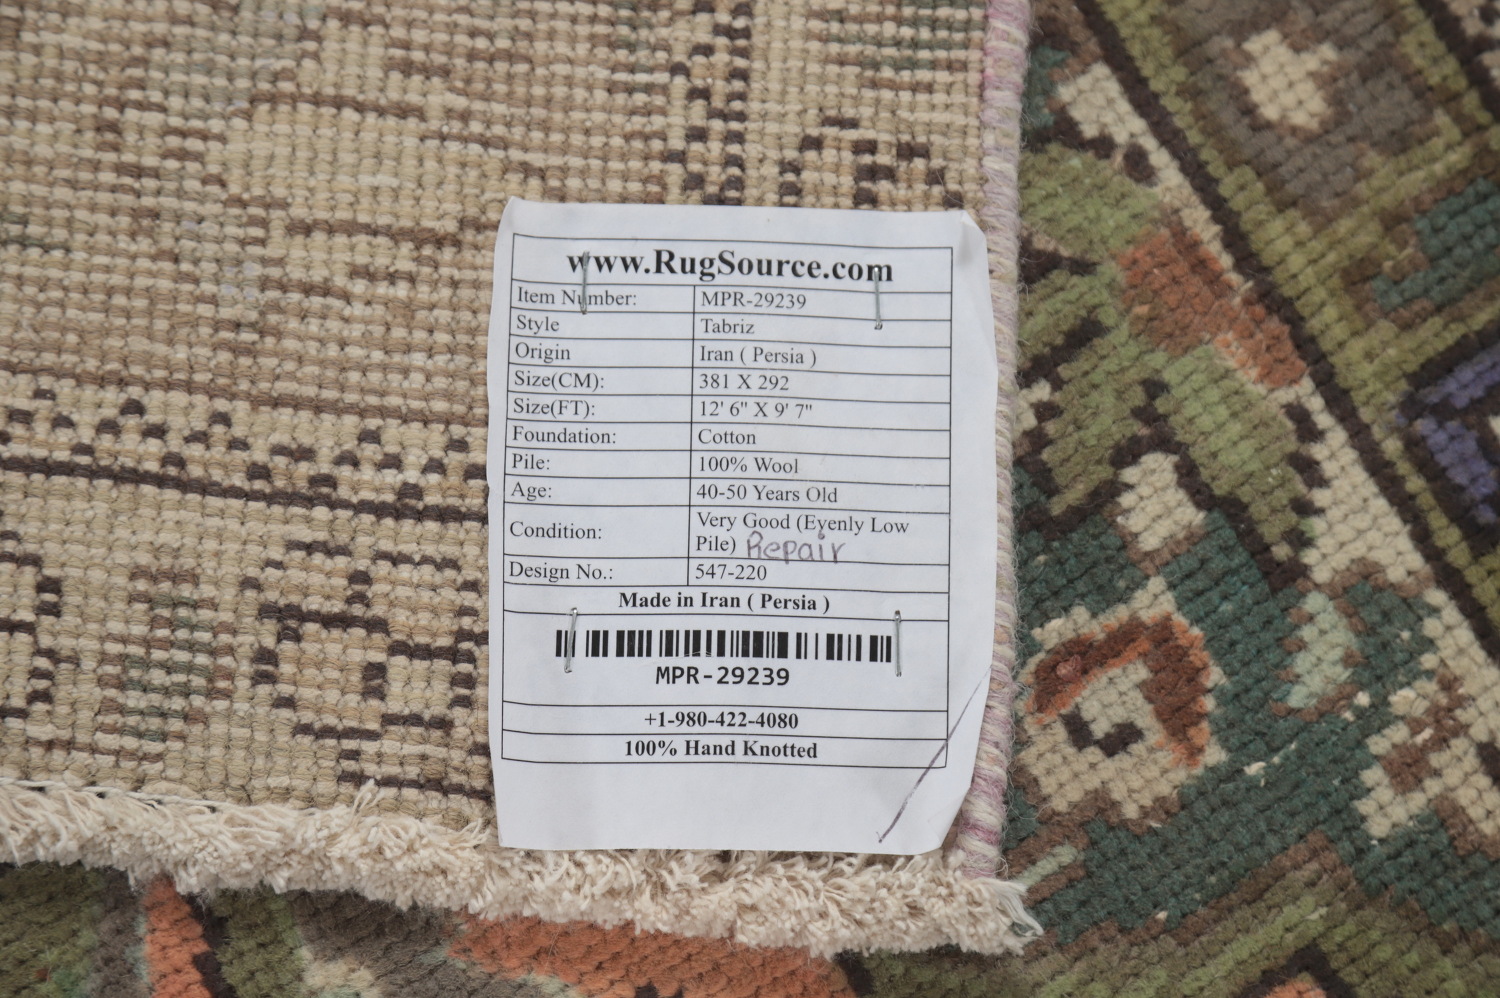 www.RugSource.com
Item Number: MPR-29239
Style Tabriz
Origin Iran ( Persia )
Size(CM): 381 X 292
Size(FT): 12' 6" X 9' 7"
Foundation: Cotton
Pile: 100% Wool
Age: 40-50 Years Old
Condition: Very Good (Evenly Low
Pile) Repair
Design No.: 547-220
Made in Iran ( Persia )
MPR-29239
+1-980-422-4080
100% Hand Knotted